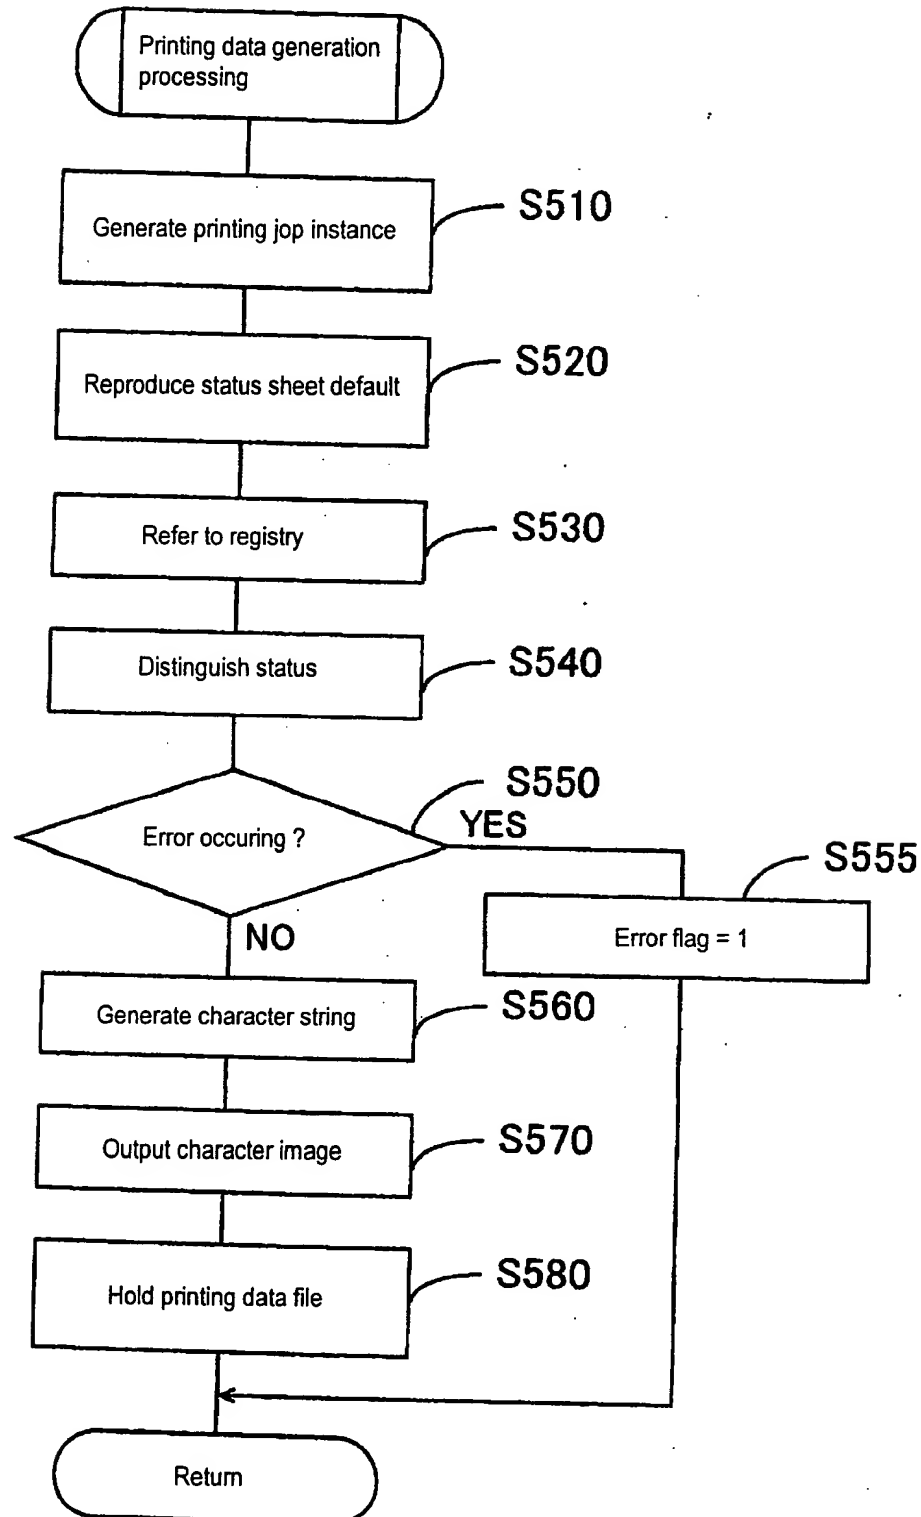 Printing data generation
processing
Generate printing jop instance
S510
Reproduce status sheet default
S520
Refer to registry
S530
Distinguish status
S540
Error occuring ?
S550
YES
Error flag = 1
S555
NO
Generate character string
S560
Output character image
S570
Hold printing data file
S580
Return